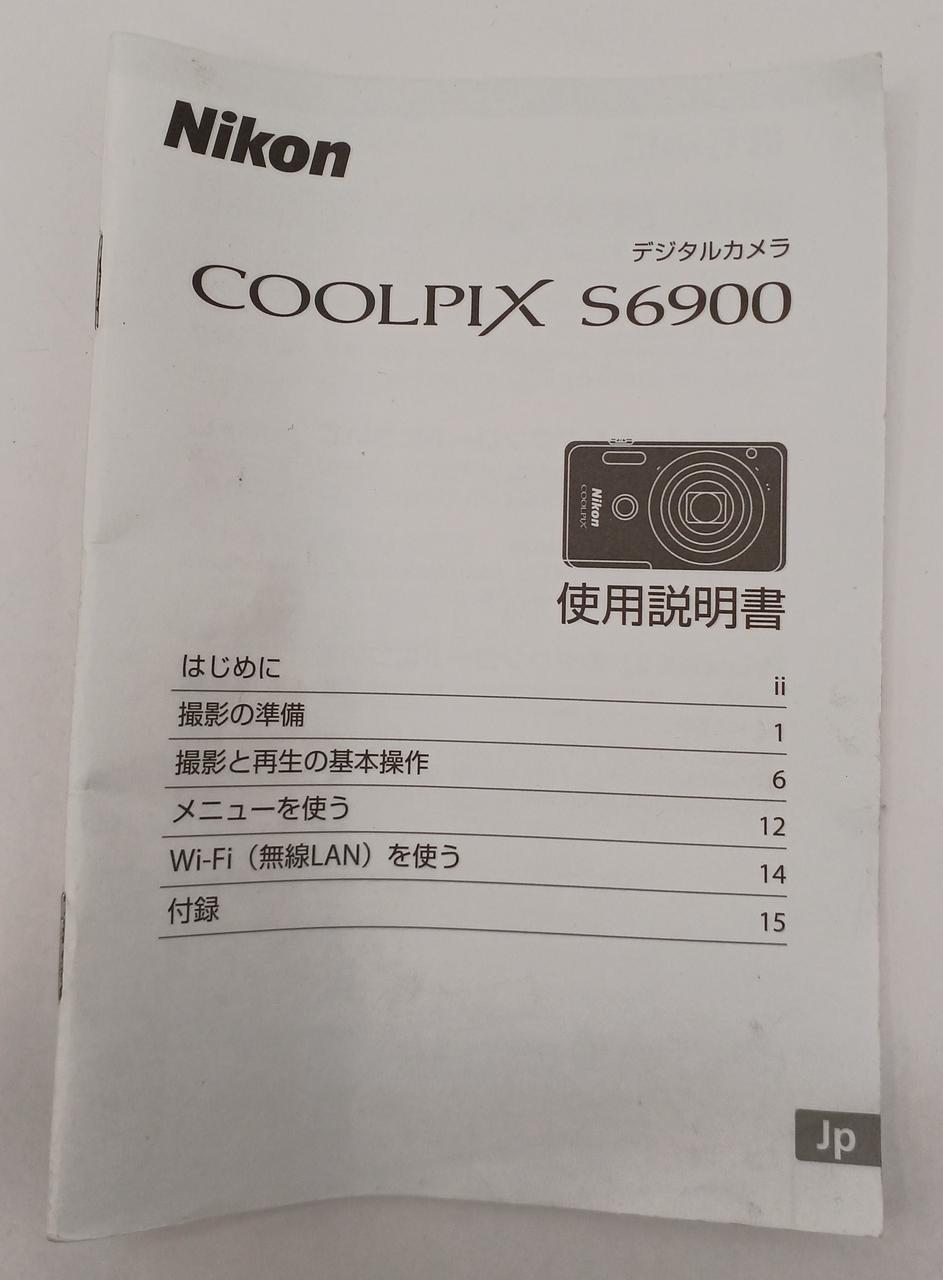 Nikon
デジタルカメラ
COOLPIX S6900
Nikon
COOLPIX
使用説明書
はじめに ii
撮影の準備 1
撮影と再生の基本操作 6
メニューを使う 12
Wi-Fi（無線LAN）を使う 14
付録 15
Jp